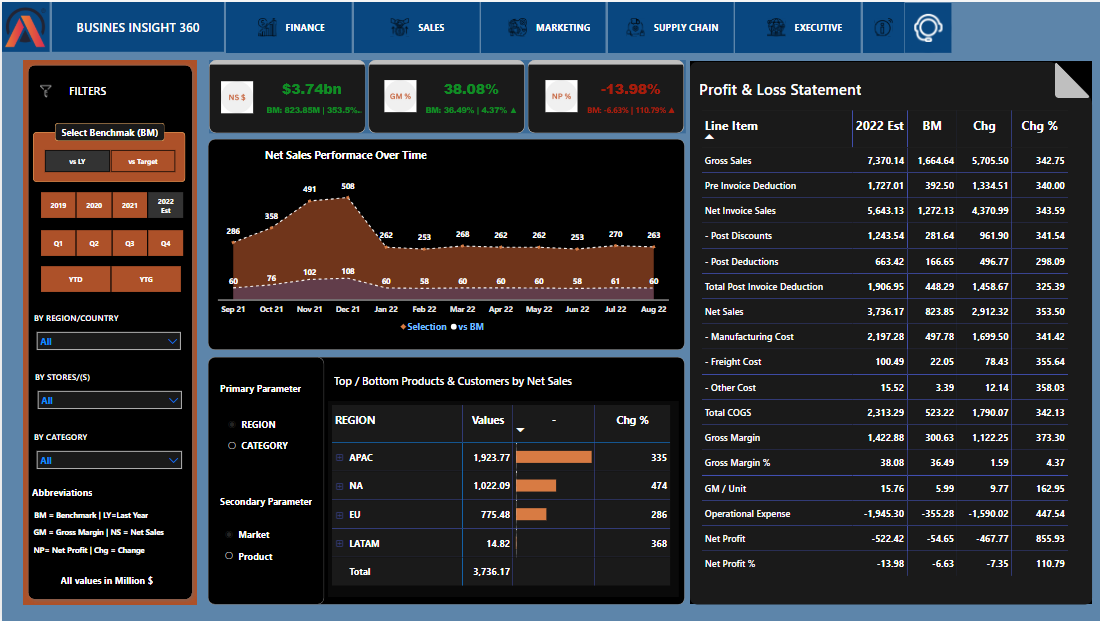 BUSINES INSIGHT 360
FINANCE
SALES
MARKETING
SUPPLY CHAIN
EXECUTIVE
FILTERS
Select Benchmak (BM)
vs LY
vs Target
2019 2020 2021 2022 Est
Q1 Q2 Q3 Q4
YTD YTG
BY REGION/COUNTRY
All
BY STORES/(S)
All
BY CATEGORY
All
Abbreviations
BM = Benchmark | LY=Last Year
GM = Gross Margin | NS = Net Sales
NP= Net Profit | Chg = Change
All values in Million $
NS $
$3.74bn
BM: 823.85M | 353.5%...
GM %
38.08%
BM: 36.49% | 4.37% ▲
NP %
-13.98%
BM: -6.63% | 110.79% ▲
Net Sales Performace Over Time
286 358 491 508 262 253 268 262 262 253 270 263
60 76 102 108 60 58 60 60 60 58 61 60
Sep 21 Oct 21 Nov 21 Dec 21 Jan 22 Feb 22 Mar 22 Apr 22 May 22 Jun 22 Jul 22 Aug 22
Selection vs BM
Primary Parameter
REGION
CATEGORY
Secondary Parameter
Market
Product
Top / Bottom Products & Customers by Net Sales
REGION Values - Chg %
APAC 1,923.77 335
NA 1,022.09 474
EU 775.48 286
LATAM 14.82 368
Total 3,736.17
Profit & Loss Statement
Line Item 2022 Est BM Chg Chg %
Gross Sales 7,370.14 1,664.64 5,705.50 342.75
Pre Invoice Deduction 1,727.01 392.50 1,334.51 340.00
Net Invoice Sales 5,643.13 1,272.13 4,370.99 343.59
- Post Discounts 1,243.54 281.64 961.90 341.54
- Post Deductions 663.42 166.65 496.77 298.09
Total Post Invoice Deduction 1,906.95 448.29 1,458.67 325.39
Net Sales 3,736.17 823.85 2,912.32 353.50
- Manufacturing Cost 2,197.28 497.78 1,699.50 341.42
- Freight Cost 100.49 22.05 78.43 355.64
- Other Cost 15.52 3.39 12.14 358.03
Total COGS 2,313.29 523.22 1,790.07 342.13
Gross Margin 1,422.88 300.63 1,122.25 373.30
Gross Margin % 38.08 36.49 1.59 4.37
GM / Unit 15.76 5.99 9.77 162.95
Operational Expense -1,945.30 -355.28 -1,590.02 447.54
Net Profit -522.42 -54.65 -467.77 855.93
Net Profit % -13.98 -6.63 -7.35 110.79